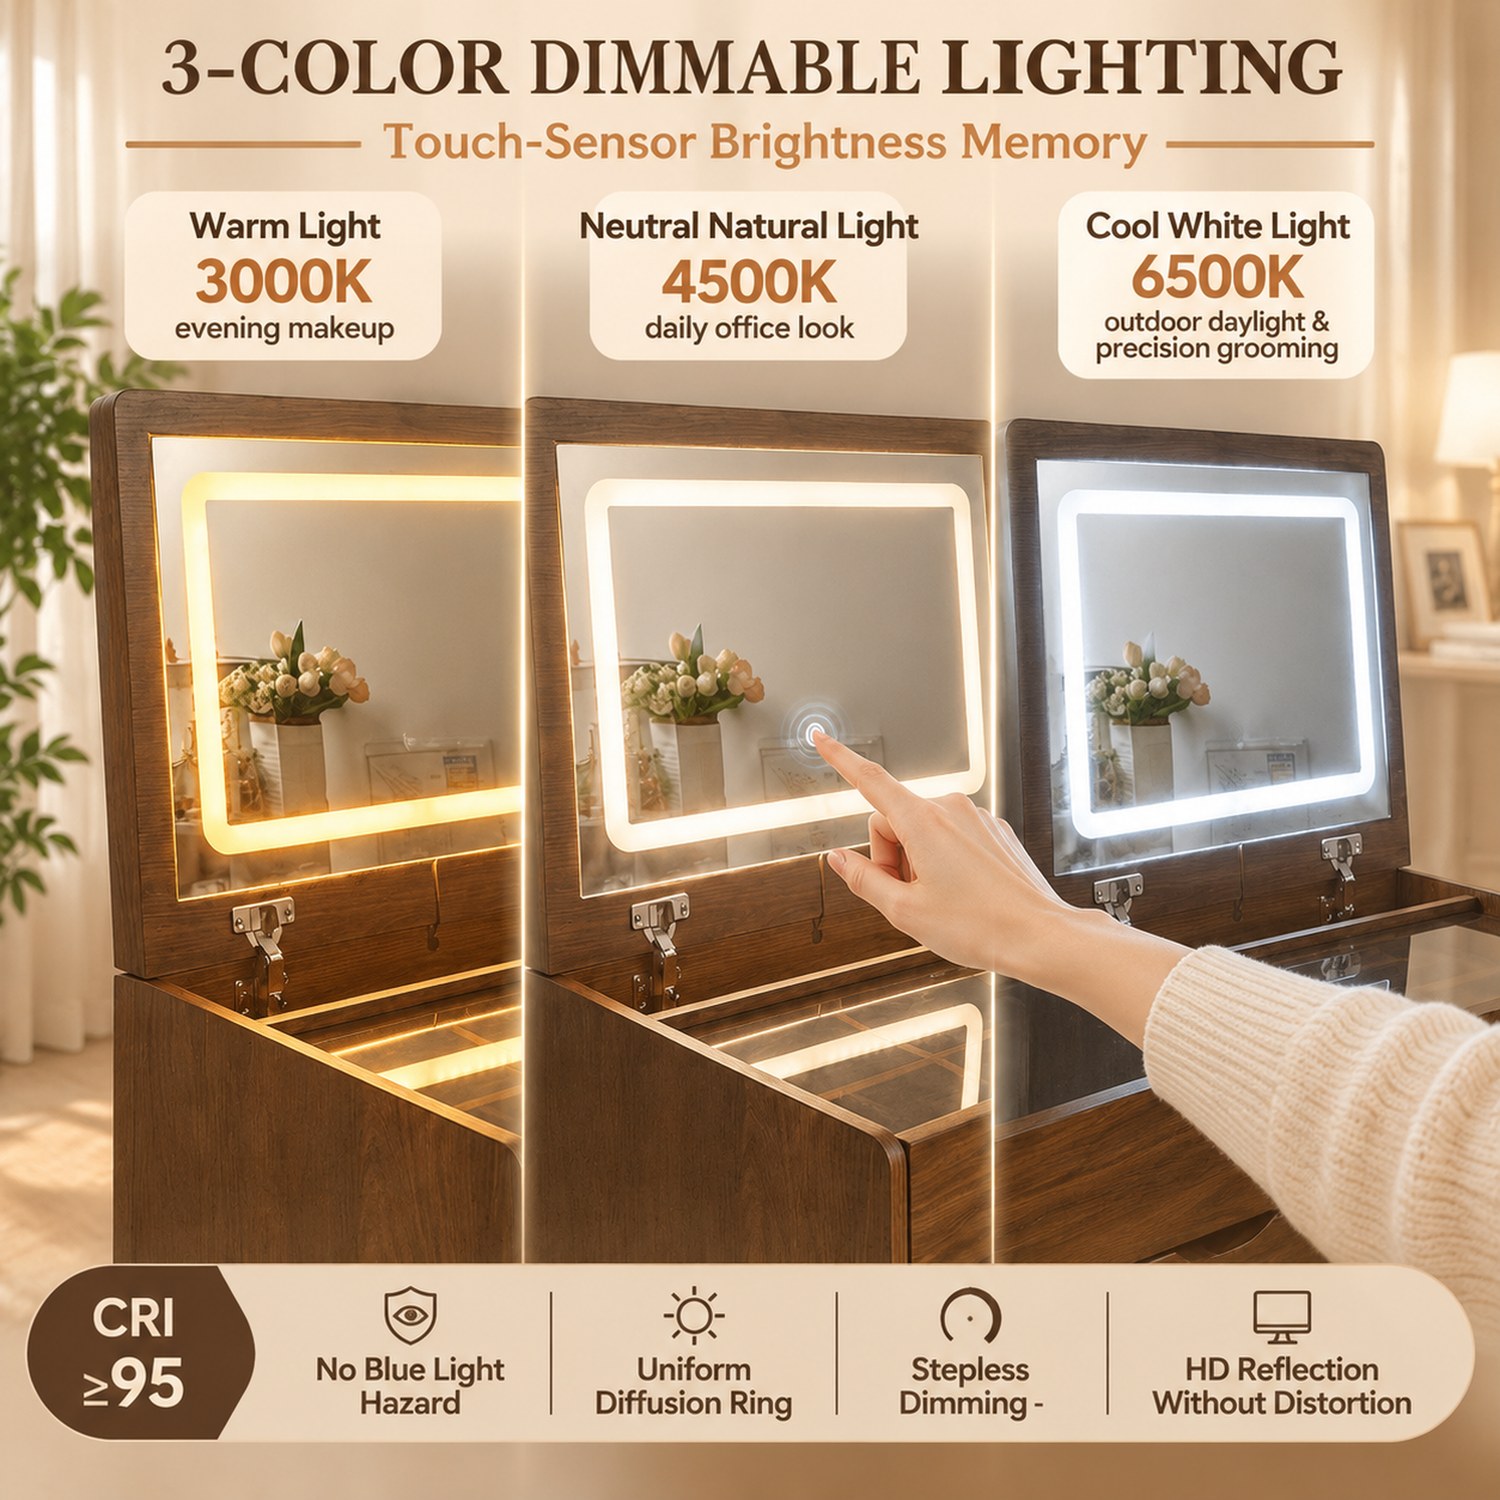 3-COLOR DIMMABLE LIGHTING
Touch-Sensor Brightness Memory
Warm Light
3000K
evening makeup
Neutral Natural Light
4500K
daily office look
Cool White Light
6500K
outdoor daylight &
precision grooming
CRI
≥95
No Blue Light
Hazard
Uniform
Diffusion Ring
Stepless
Dimming -
HD Reflection
Without Distortion